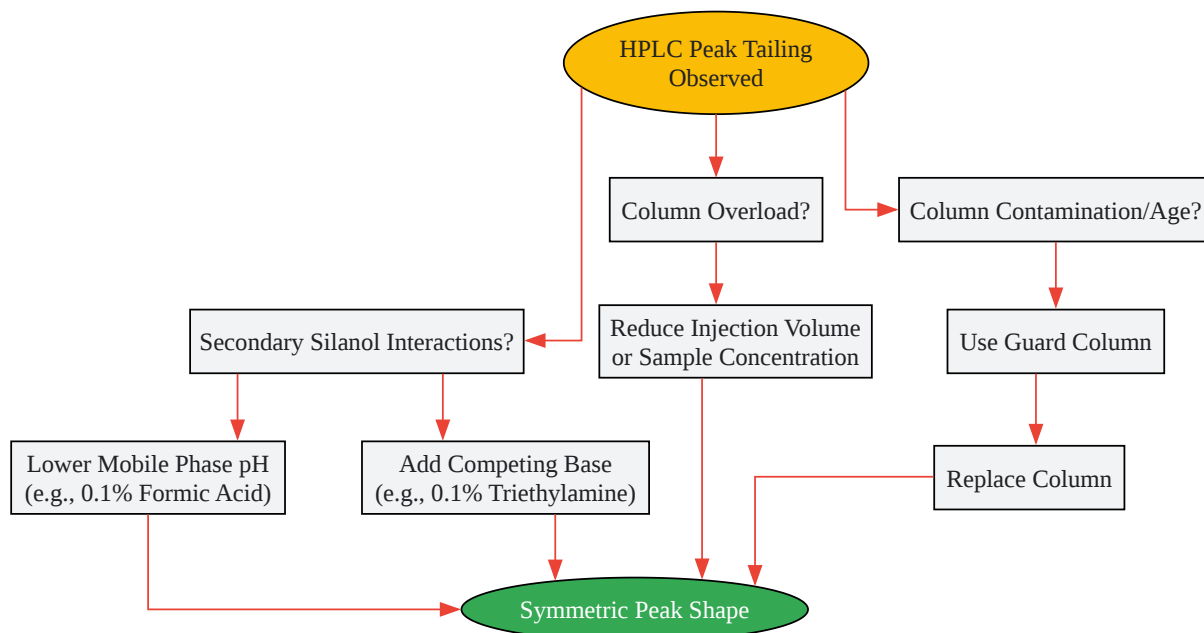 HPLC Peak Tailing
Observed
Column Overload?
Column Contamination/Age?
Secondary Silanol Interactions?
Reduce Injection Volume
or Sample Concentration
Use Guard Column
Lower Mobile Phase pH
(e.g., 0.1% Formic Acid)
Add Competing Base
(e.g., 0.1% Triethylamine)
Replace Column
Symmetric Peak Shape